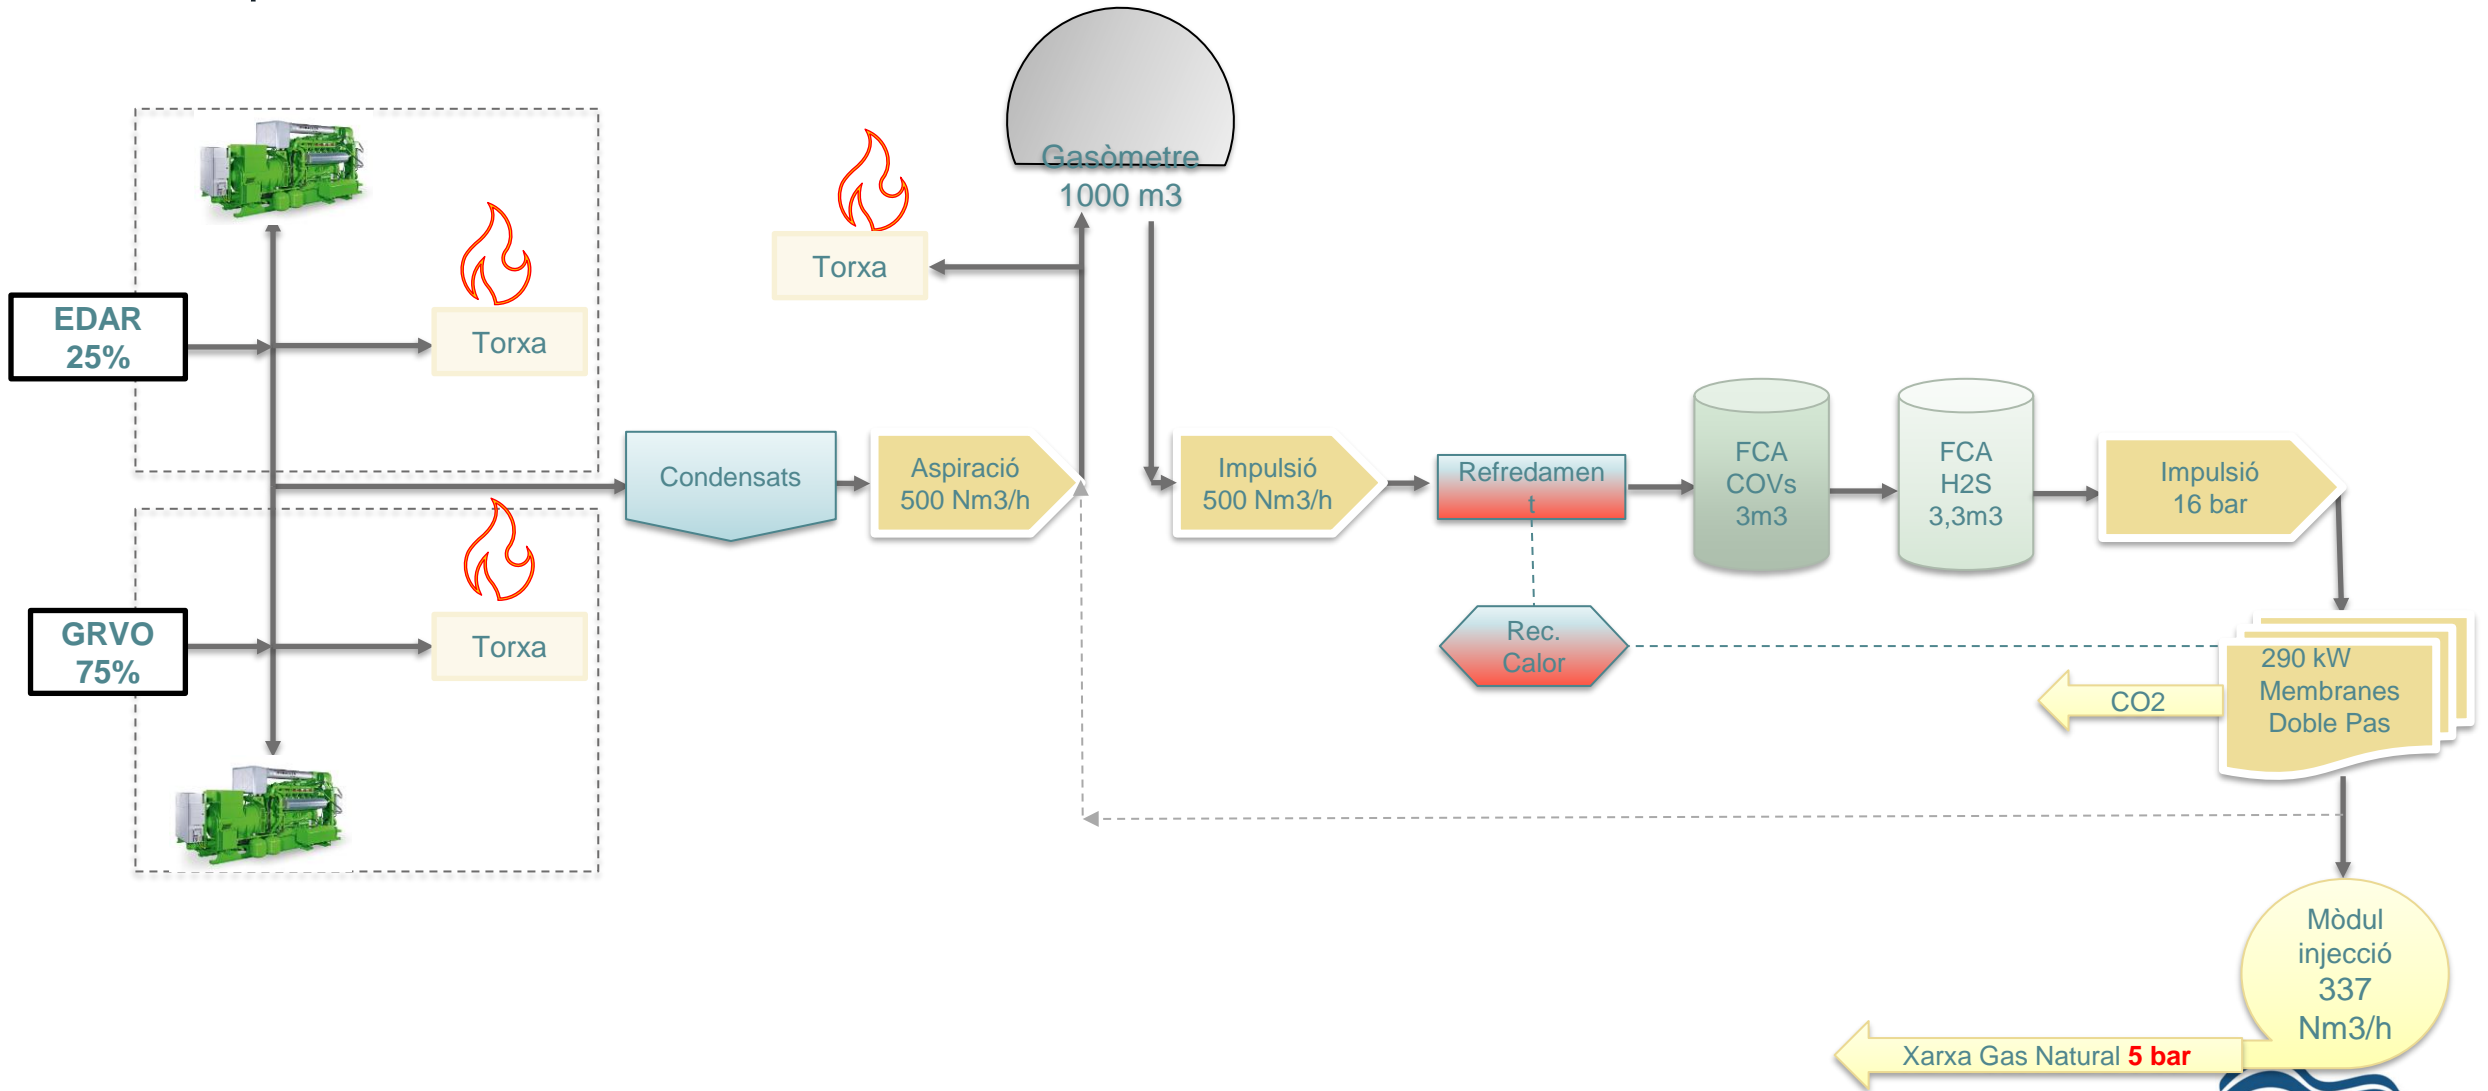 Gasòmetre
1000 m3
Torxa
EDAR
25%
Torxa
Condensats
Aspiració
500 Nm3/h
Impulsió
500 Nm3/h
Refredamen
t
FCA
COVs
3m3
FCA
H2S
3,3m3
Impulsió
16 bar
GRVO
75%
Torxa
Rec.
Calor
290 kW
Membranes
Doble Pas
CO2
Mòdul
injecció
337
Nm3/h
Xarxa Gas Natural 5 bar